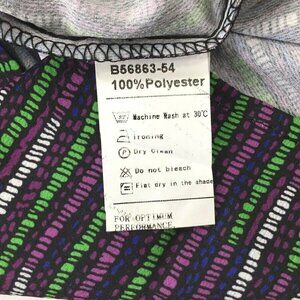 B56863-54
100%Polyester
Machine Wash at 30℃
Ironing
Dry Clean
Do not bleach
Flat dry in the shade
FOR OPTIMUM
PERFORMANCE